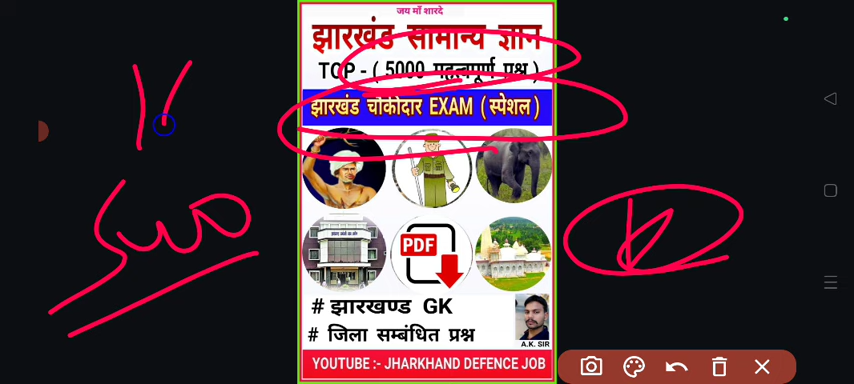 जय माँ शारदे
झारखंड सामान्य ज्ञान
TOP - ( 5000 महत्वपूर्ण प्रश्न )
झारखंड चौकीदार EXAM (स्पेशल)
PDF
# झारखण्ड GK
# जिला सम्बंधित प्रश्न
A.K. SIR
YOUTUBE :- JHARKHAND DEFENCE JOB